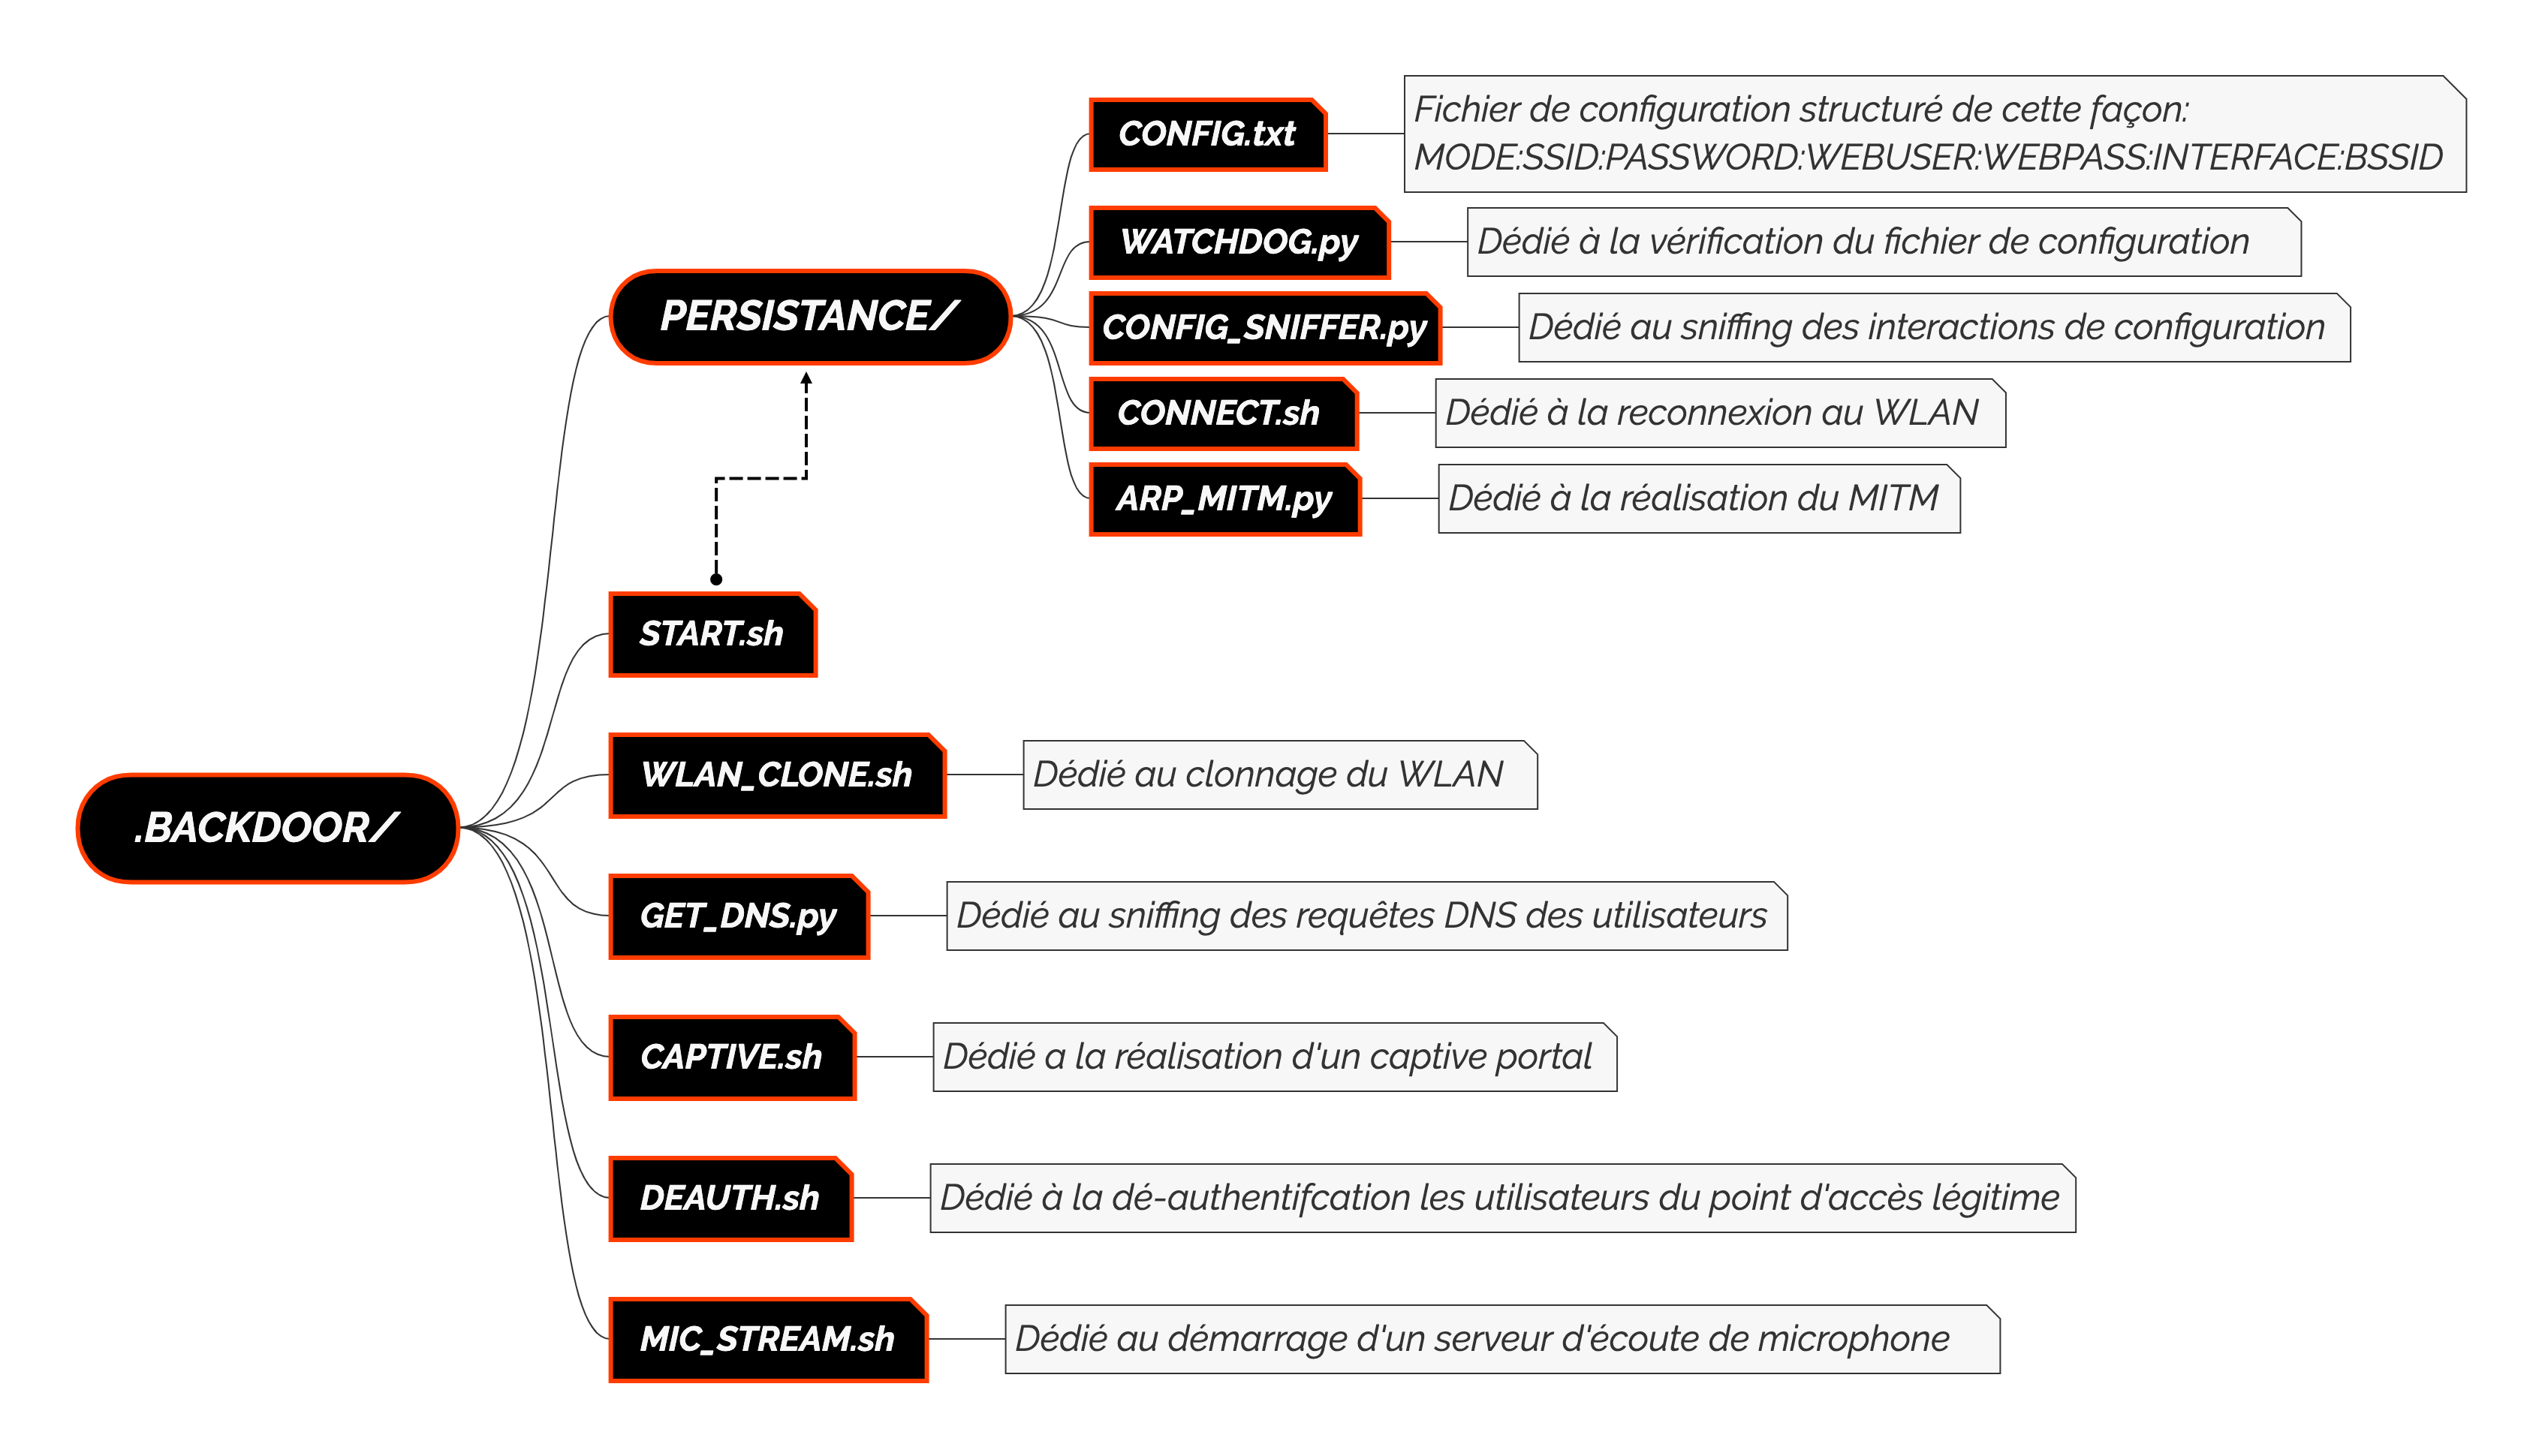 CONFIG.txt
Fichier de configuration structuré de cette façon:
MODE:SSID:PASSWORD:WEBUSER:WEBPASS:INTERFACE:BSSID
WATCHDOG.py
Dédié à la vérification du fichier de configuration
PERSISTANCE/
CONFIG_SNIFFER.py
Dédié au sniffing des interactions de configuration
CONNECT.sh
Dédié à la reconnexion au WLAN
ARP_MITM.py
Dédié à la réalisation du MITM
START.sh
WLAN_CLONE.sh
Dédié au clonnage du WLAN
.BACKDOOR/
GET_DNS.py
Dédié au sniffing des requêtes DNS des utilisateurs
CAPTIVE.sh
Dédié a la réalisation d'un captive portal
DEAUTH.sh
Dédié à la dé-authentifcation les utilisateurs du point d'accès légitime
MIC_STREAM.sh
Dédié au démarrage d'un serveur d'écoute de microphone